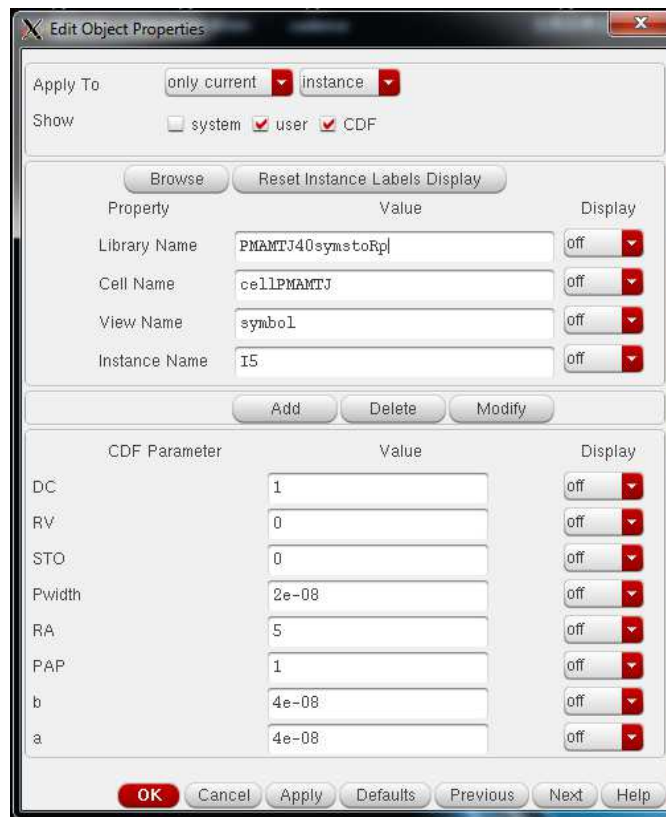 Edit Object Properties
Apply To only current instance
Show system user CDF
Browse Reset Instance Labels Display
Property Value Display
Library Name PMAMTJ40symstoRp off
Cell Name cellPMAMTJ off
View Name symbol off
Instance Name I5 off
Add Delete Modify
CDF Parameter Value Display
DC 1 off
RV 0 off
STO 0 off
Pwidth 2e-08 off
RA 5 off
PAP 1 off
b 4e-08 off
a 4e-08 off
OK Cancel Apply Defaults Previous Next Help